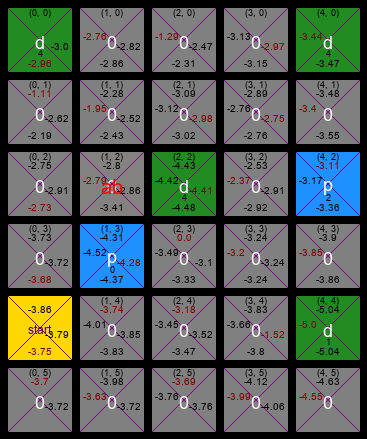 (0, 0) (1, 0) (2, 0) (3, 0) (4, 0)
d -3.0 -2.76 0 -2.82 -1.29 0 -2.47 -3.13 0 -2.97 -3.44 d
4 4
-2.96 -2.86 -2.31 -3.15 -3.47
(0, 1) (1, 1) (2, 1) (3, 1) (4, 1)
-1.11 -2.28 -3.09 -2.89 -3.48
0 -2.62 -1.95 0 -2.52 -3.12 0 -2.98 -2.76 0 -2.75 -3.4 0
-2.19 -2.43 -3.02 -2.76 -3.55
(0, 2) (1, 2) (2, 2) (3, 2) (4, 2)
-2.75 -2.8 -4.43 -2.53 -3.11
0 -2.91 -2.79 2.86 -4.42 d -4.41 -2.37 0 -2.91 -3.17 p
4 2
-2.73 -3.41 -4.48 -2.92 -3.36
(0, 3) (1, 3) (2, 3) (3, 3) (4, 3)
-3.73 -4.31 0.0 -3.24 -3.9
0 -3.72 -4.52 p -4.28 -3.49 0 -3.1 -3.2 0 -3.24 -3.85 0
0
-3.68 -4.37 -3.33 -3.24 -3.86
(1, 4) (2, 4) (3, 4) (4, 4)
-3.86 -3.74 -3.18 -3.83 -5.04
start -3.79 -4.01 0 -3.85 -3.45 0 -3.52 -3.66 0 -1.52 -5.0 d
1
-3.75 -3.83 -3.47 -3.8 -5.04
(0, 5) (1, 5) (2, 5) (3, 5) (4, 5)
-3.7 -3.98 -3.69 -4.12 -4.63
0 -3.72 -3.63 0 -3.72 -3.76 0 -3.76 -3.99 0 -4.06 -4.55 0